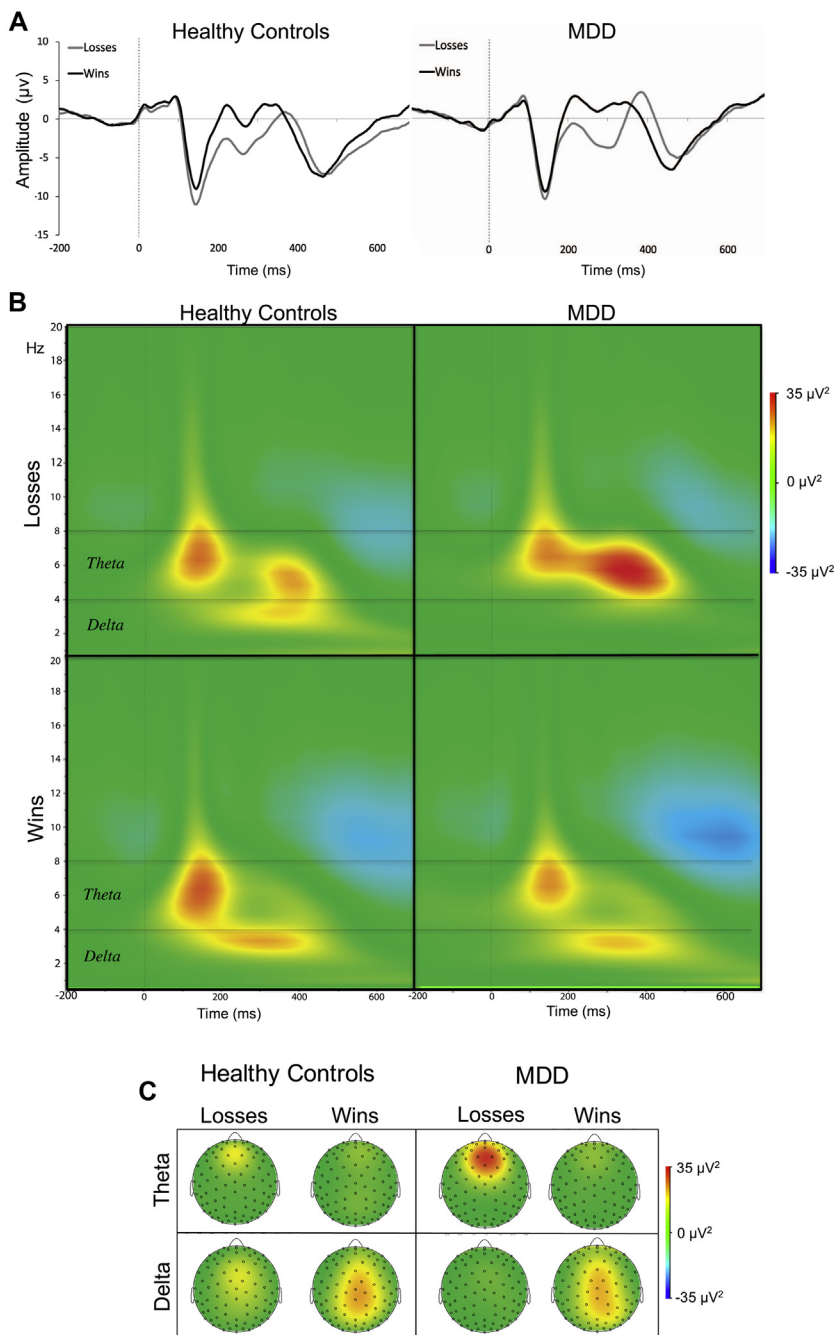 A
Healthy Controls
MDD
Losses
Wins
Amplitude (μv)
10
5
0
-5
-10
-15
-200 0 200 400 600
Time (ms)
Losses
Wins
0 200 400 600
Time (ms)
B
Healthy Controls
MDD
Hz
Losses
20
18
16
14
12
10
8
6
4
2
Theta
Delta
35 μV²
0 μV²
-35 μV²
Wins
20
18
16
14
12
10
8
6
4
2
Theta
Delta
-200 0 200 400 600
Time (ms)
-200 0 200 400 600
Time (ms)
C
Healthy Controls
MDD
Losses Wins Losses Wins
Theta
Delta
35 μV²
0 μV²
-35 μV²